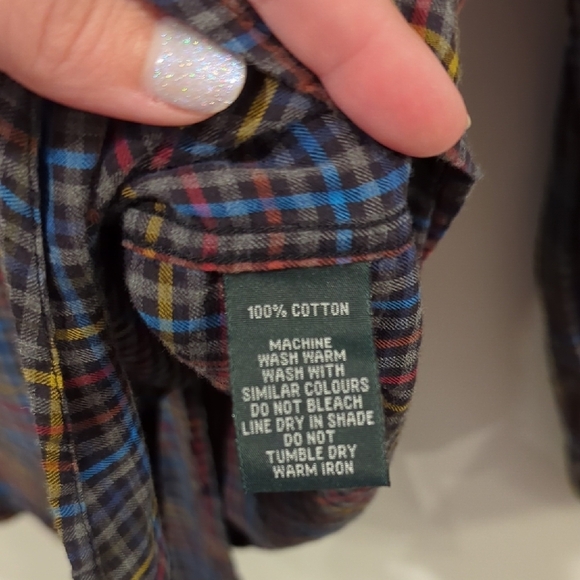 100% COTTON
MACHINE
WASH WARM
WASH WITH
SIMILAR COLOURS
DO NOT BLEACH
LINE DRY IN SHADE
DO NOT
TUMBLE DRY
WARM IRON